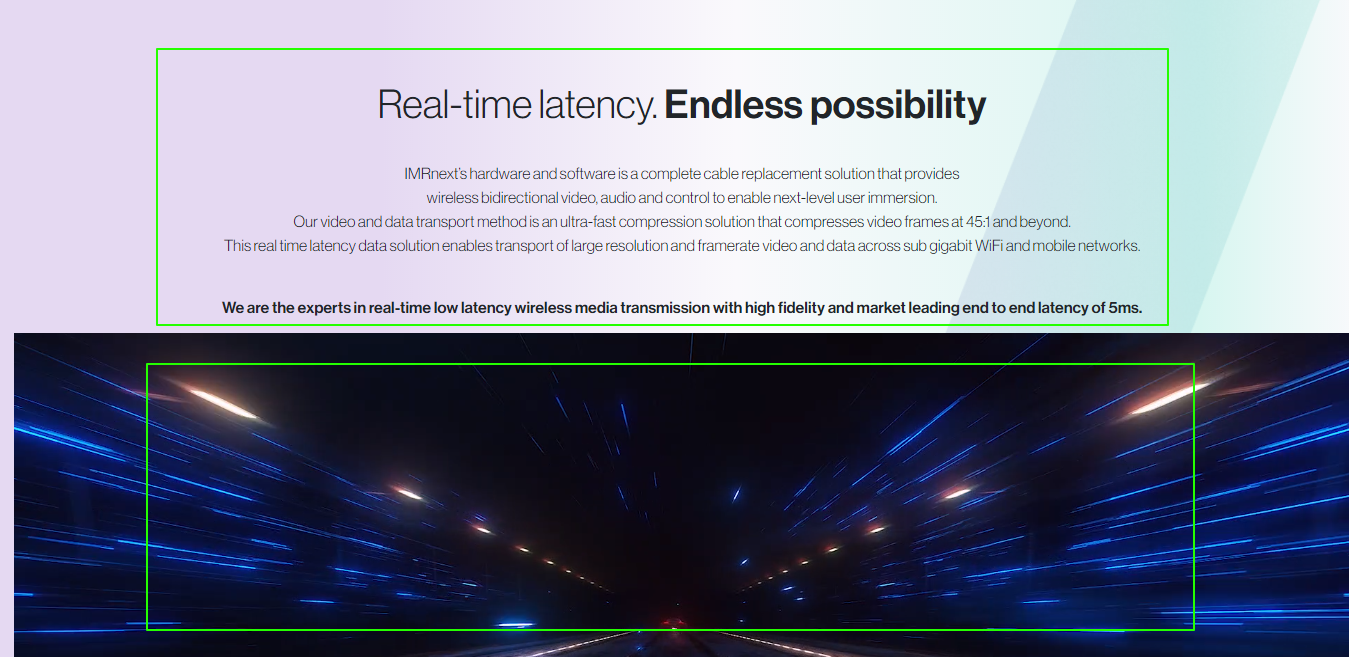 Real-time latency. Endless possibility
IMRnext's hardware and software is a complete cable replacement solution that provides
wireless bidirectional video, audio and control to enable next-level user immersion.
Our video and data transport method is an ultra-fast compression solution that compresses video frames at 45:1 and beyond.
This real time latency data solution enables transport of large resolution and framerate video and data across sub gigabit WiFi and mobile networks.
We are the experts in real-time low latency wireless media transmission with high fidelity and market leading end to end latency of 5ms.